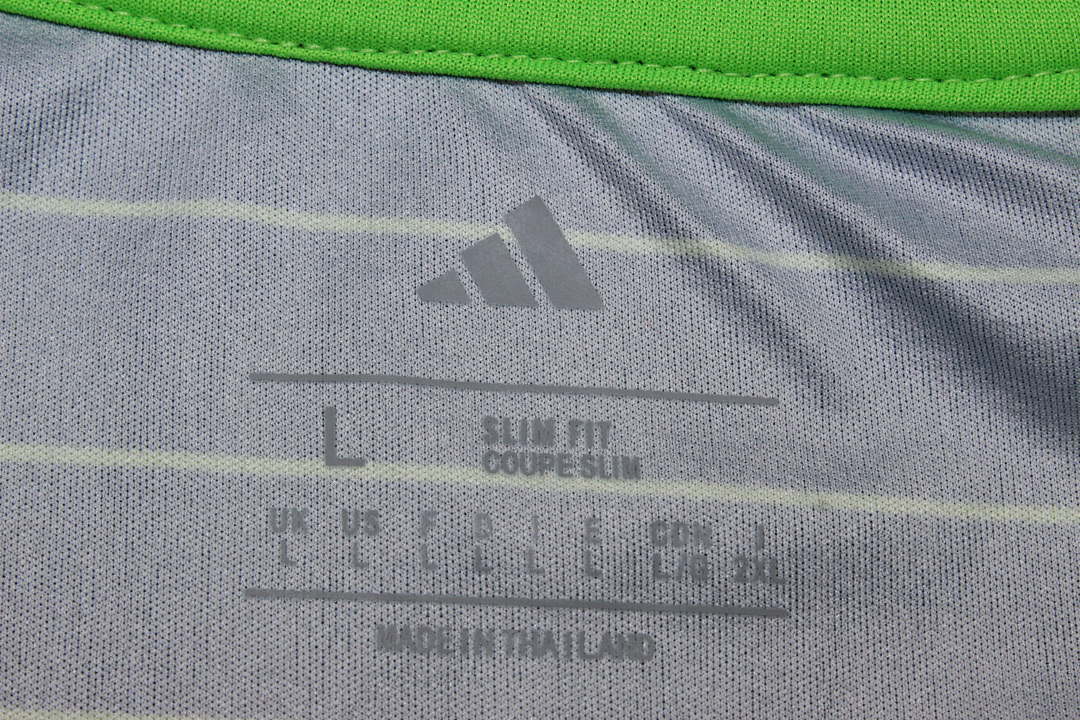 L
SLIM FIT
COUPE SLIM
UK US F D I E CDN J
L L L L L L L/G 2XL
MADE IN THAILAND